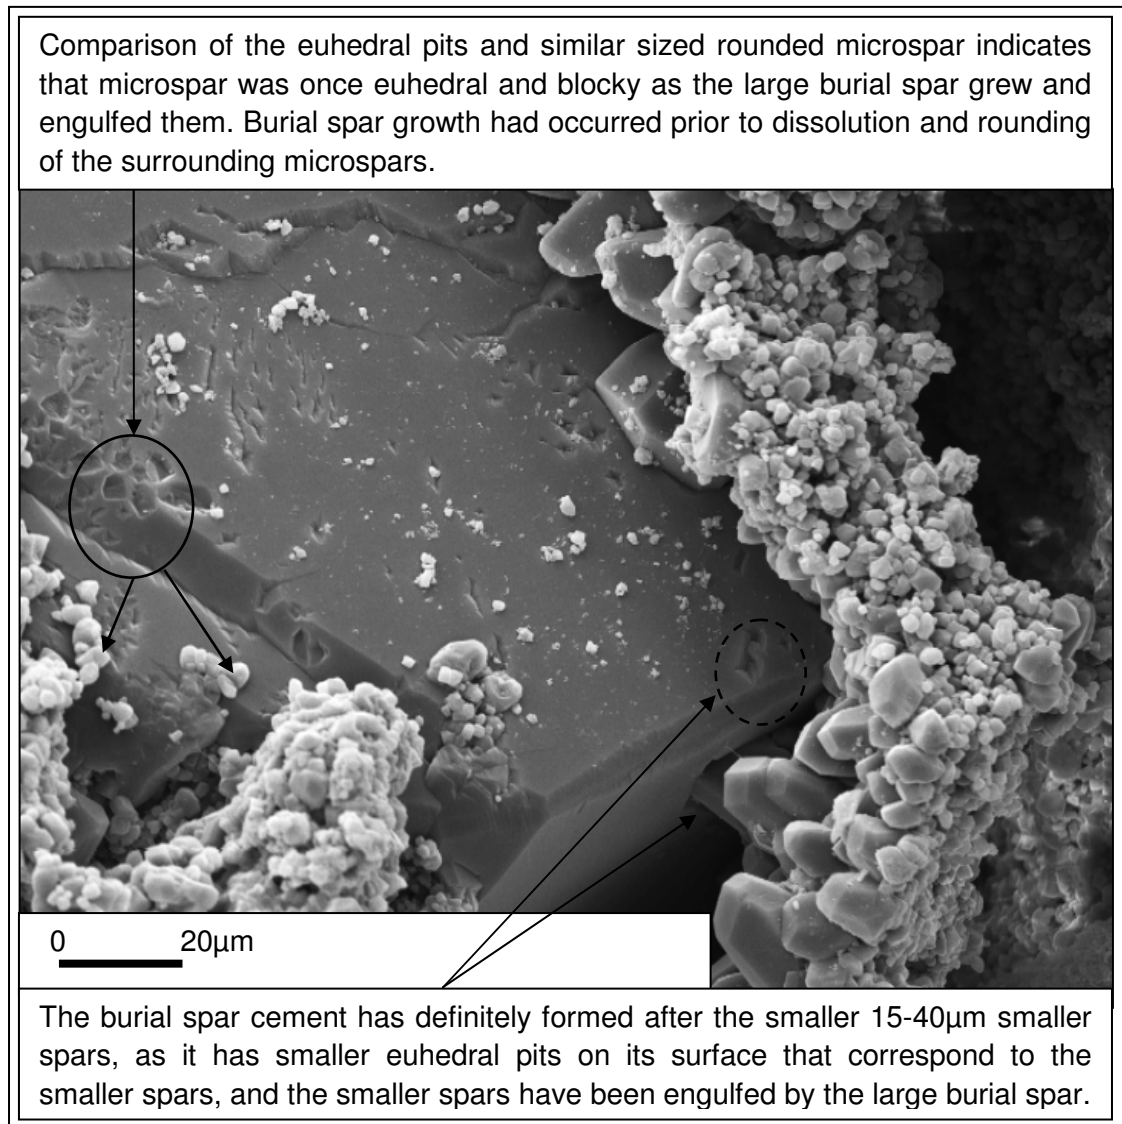 Comparison of the euhedral pits and similar sized rounded microspar indicates
that microspar was once euhedral and blocky as the large burial spar grew and
engulfed them. Burial spar growth had occurred prior to dissolution and rounding
of the surrounding microspars.
0 20µm
The burial spar cement has definitely formed after the smaller 15-40µm smaller
spars, as it has smaller euhedral pits on its surface that correspond to the
smaller spars, and the smaller spars have been engulfed by the large burial spar.